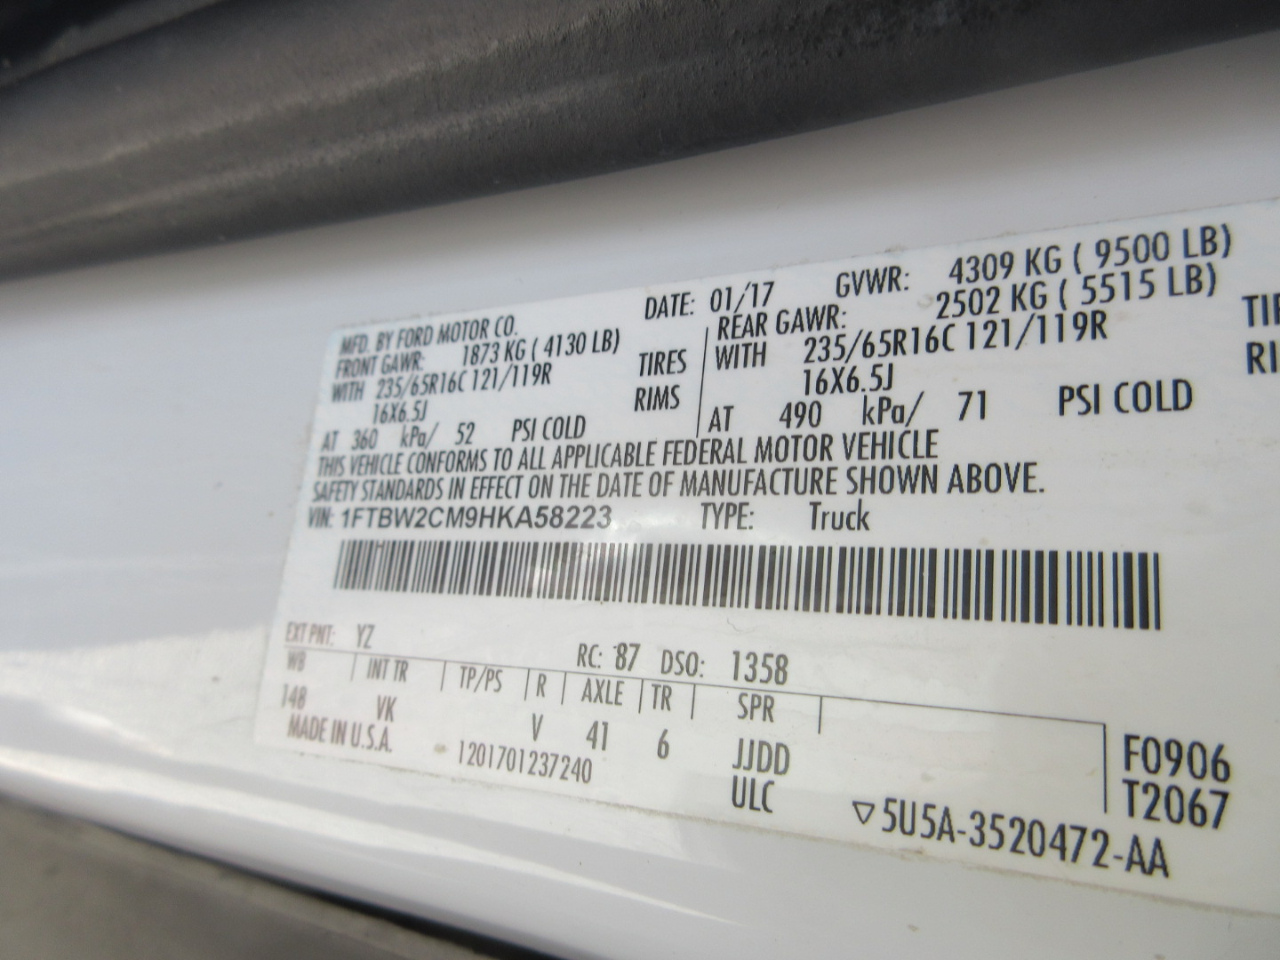 MFD. BY FORD MOTOR CO.
DATE: 01/17 GVWR: 4309 KG ( 9500 LB)
FRONT GAWR: 1873 KG ( 4130 LB)
REAR GAWR: 2502 KG ( 5515 LB)
WITH 235/65R16C 121/119R TIRES
WITH 235/65R16C 121/119R
16X6.5J RIMS
16X6.5J
AT 360 kPa/ 52 PSI COLD
AT 490 kPa/ 71 PSI COLD
THIS VEHICLE CONFORMS TO ALL APPLICABLE FEDERAL MOTOR VEHICLE
SAFETY STANDARDS IN EFFECT ON THE DATE OF MANUFACTURE SHOWN ABOVE.
VIN: 1FTBW2CM9HKA58223 TYPE: Truck
EXT PNT: YZ RC: 87 DSO: 1358
WB INT TR TP/PS R AXLE TR SPR
148 VK V 41 6 JJDD F0906
MADE IN U.S.A. 1201701237240 ULC T2067
▽5U5A-3520472-AA